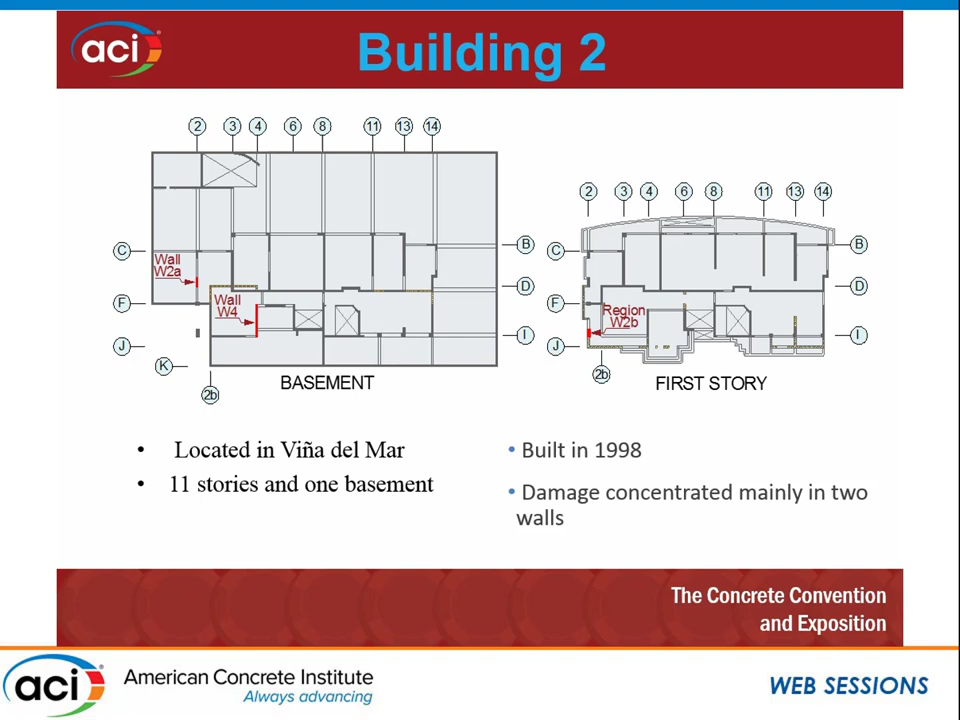 aci
Building 2
2 3 4 6 8 11 13 14
2 3 4 6 8 11 13 14
C
B
Wall
W2a
D
F
Wall
W4
I
J
K
2b
BASEMENT
C
B
D
F
Region
W2b
I
J
2b
FIRST STORY
• Located in Viña del Mar
• 11 stories and one basement
• Built in 1998
• Damage concentrated mainly in two
walls
The Concrete Convention
and Exposition
aci
American Concrete Institute
Always advancing
WEB SESSIONS